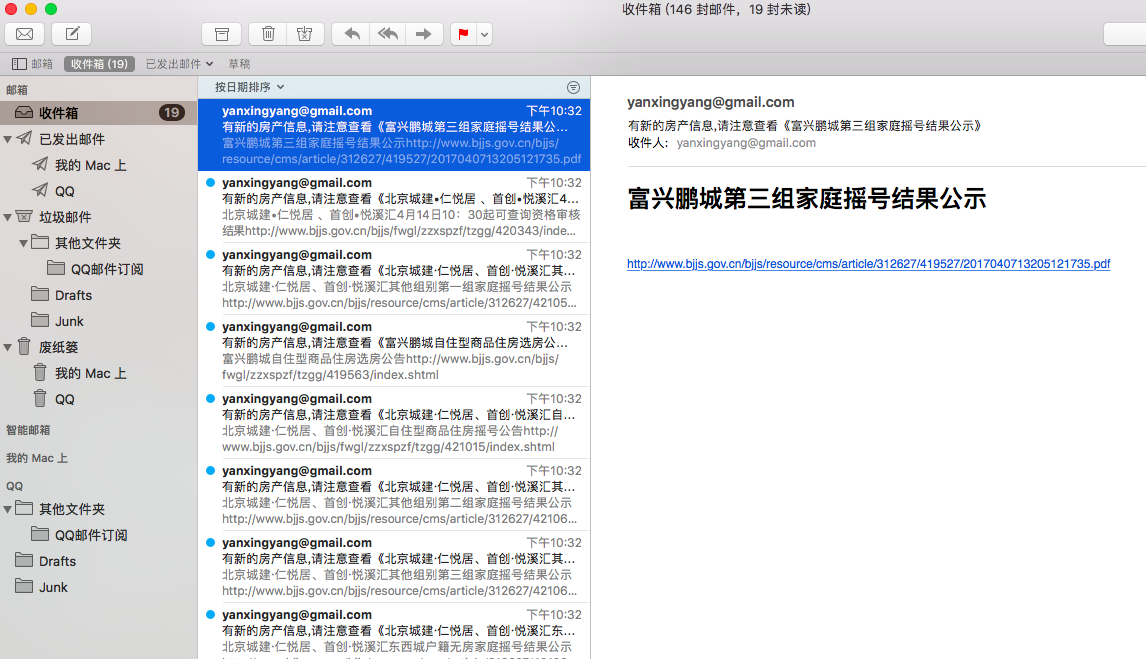 收件箱 (146 封邮件，19 封未读)
邮箱
收件箱 (19)
已发出邮件
草稿
邮箱
收件箱
19
已发出邮件
我的 Mac 上
QQ
垃圾邮件
其他文件夹
QQ邮件订阅
Drafts
Junk
废纸篓
我的 Mac 上
QQ
智能邮箱
我的 Mac 上
QQ
其他文件夹
QQ邮件订阅
Drafts
Junk
按日期排序
yanxingyang@gmail.com 下午10:32
有新的房产信息,请注意查看《富兴鹏城第三组家庭摇号结果公…
富兴鹏城第三组家庭摇号结果公示http://www.bjjs.gov.cn/bjjs/
resource/cms/article/312627/419527/2017040713205121735.pdf
yanxingyang@gmail.com 下午10:32
有新的房产信息,请注意查看《北京城建•仁悦居 、首创•悦溪汇4…
北京城建•仁悦居 、首创•悦溪汇4月14日10：30起可查询资格审核
结果http://www.bjjs.gov.cn/bjjs/fwgl/zzxspzf/tzgg/420343/inde…
yanxingyang@gmail.com 下午10:32
有新的房产信息,请注意查看《北京城建·仁悦居、首创·悦溪汇其…
北京城建·仁悦居、首创·悦溪汇其他组别第一组家庭摇号结果公示
http://www.bjjs.gov.cn/bjjs/resource/cms/article/312627/42105…
yanxingyang@gmail.com 下午10:32
有新的房产信息,请注意查看《富兴鹏城自住型商品住房选房公…
富兴鹏城自住型商品住房选房公告http://www.bjjs.gov.cn/bjjs/
fwgl/zzxspzf/tzgg/419563/index.shtml
yanxingyang@gmail.com 下午10:32
有新的房产信息,请注意查看《北京城建·仁悦居、首创·悦溪汇自…
北京城建·仁悦居、首创·悦溪汇自住型商品住房摇号公告http://
www.bjjs.gov.cn/bjjs/fwgl/zzxspzf/tzgg/421015/index.shtml
yanxingyang@gmail.com 下午10:32
有新的房产信息,请注意查看《北京城建·仁悦居、首创·悦溪汇其…
北京城建·仁悦居、首创·悦溪汇其他组别第二组家庭摇号结果公示
http://www.bjjs.gov.cn/bjjs/resource/cms/article/312627/42106…
yanxingyang@gmail.com 下午10:32
有新的房产信息,请注意查看《北京城建·仁悦居、首创·悦溪汇其…
北京城建·仁悦居、首创·悦溪汇其他组别第三组家庭摇号结果公示
http://www.bjjs.gov.cn/bjjs/resource/cms/article/312627/42106…
yanxingyang@gmail.com 下午10:32
有新的房产信息,请注意查看《北京城建·仁悦居、首创·悦溪汇东…
北京城建·仁悦居、首创·悦溪汇东西城户籍无房家庭摇号结果公示
yanxingyang@gmail.com
有新的房产信息,请注意查看《富兴鹏城第三组家庭摇号结果公示》
收件人： yanxingyang@gmail.com
富兴鹏城第三组家庭摇号结果公示
http://www.bjjs.gov.cn/bjjs/resource/cms/article/312627/419527/2017040713205121735.pdf